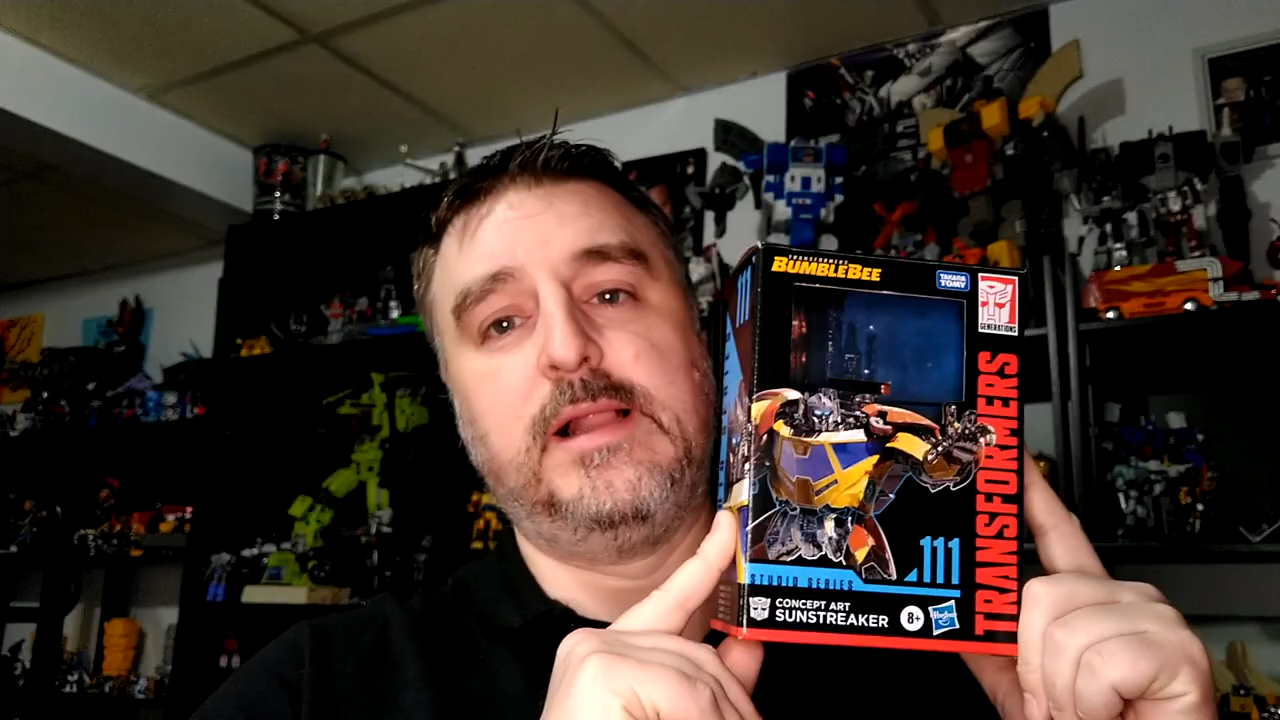 TRANSFORMERS
BUMBLEBEE
TAKARA
TOMY
GENERATIONS
TRANSFORMERS
111
111
STUDIO SERIES
CONCEPT ART
SUNSTREAKER
8+
Hasbro